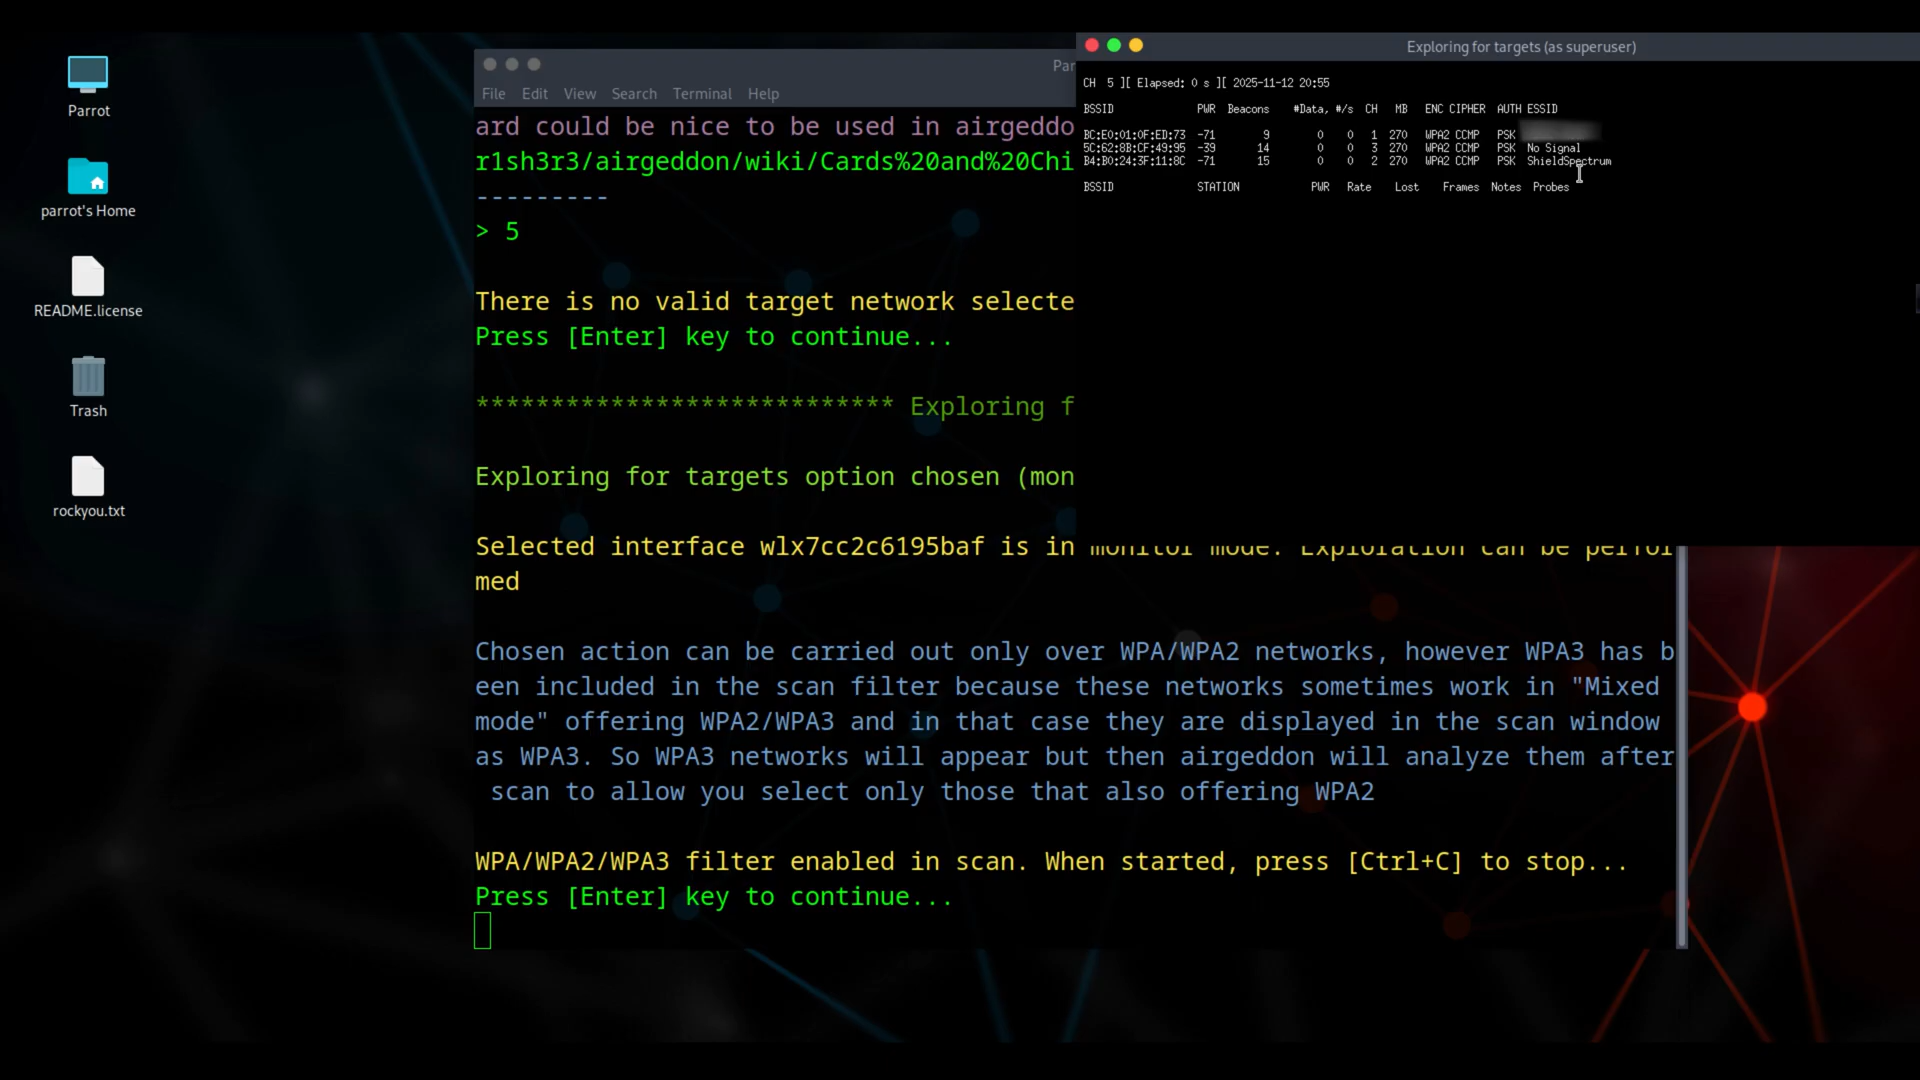 Parrot
parrot's Home
README.license
Trash
rockyou.txt
Par
File Edit View Search Terminal Help
ard could be nice to be used in airgeddo
r1sh3r3/airgeddon/wiki/Cards%20and%20Chi
---------
> 5
There is no valid target network selecte
Press [Enter] key to continue...
**************************** Exploring f
Exploring for targets option chosen (mon
Selected interface wlx7cc2c6195baf is in monitor mode. Exploration can be perfor
med
Chosen action can be carried out only over WPA/WPA2 networks, however WPA3 has b
een included in the scan filter because these networks sometimes work in "Mixed
mode" offering WPA2/WPA3 and in that case they are displayed in the scan window
as WPA3. So WPA3 networks will appear but then airgeddon will analyze them after
scan to allow you select only those that also offering WPA2
WPA/WPA2/WPA3 filter enabled in scan. When started, press [Ctrl+C] to stop...
Press [Enter] key to continue...
Exploring for targets (as superuser)
CH 5 ][ Elapsed: 0 s ][ 2025-11-12 20:55
BSSID PWR Beacons #Data, #/s CH MB ENC CIPHER AUTH ESSID
BC:E0:01:0F:ED:73 -71 9 0 0 1 270 WPA2 CCMP PSK
5C:62:8B:CF:49:95 -39 14 0 0 3 270 WPA2 CCMP PSK No Signal
B4:B0:24:3F:11:8C -71 15 0 0 2 270 WPA2 CCMP PSK ShieldSpectrum
BSSID STATION PWR Rate Lost Frames Notes Probes